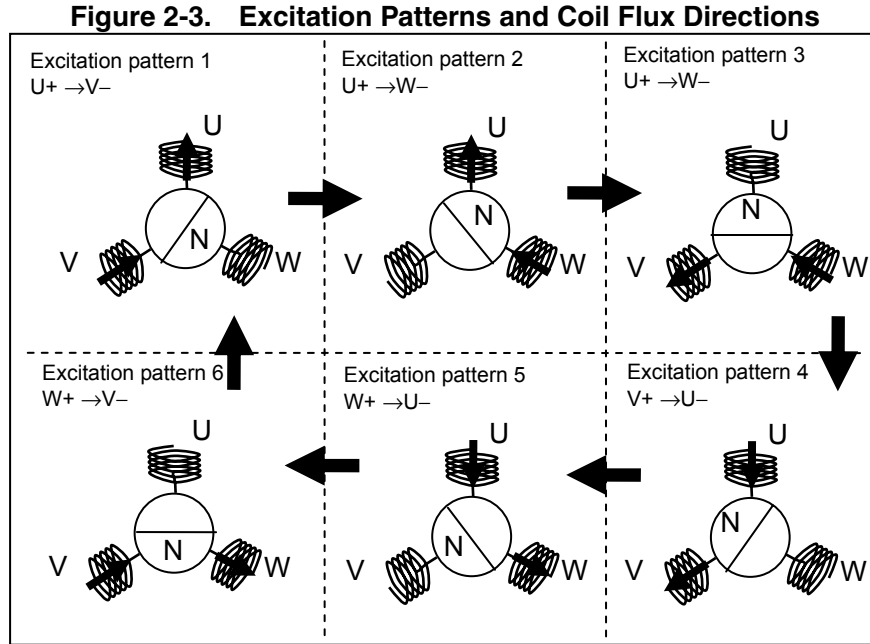 Figure 2-3. Excitation Patterns and Coil Flux Directions
Excitation pattern 1
U+ →V–
U
N
V
W
Excitation pattern 2
U+ →W–
U
N
V
W
Excitation pattern 3
U+ →W–
U
N
V
W
Excitation pattern 6
W+ →V–
U
N
V
W
Excitation pattern 5
W+ →U–
U
N
V
W
Excitation pattern 4
V+ →U–
U
N
V
W